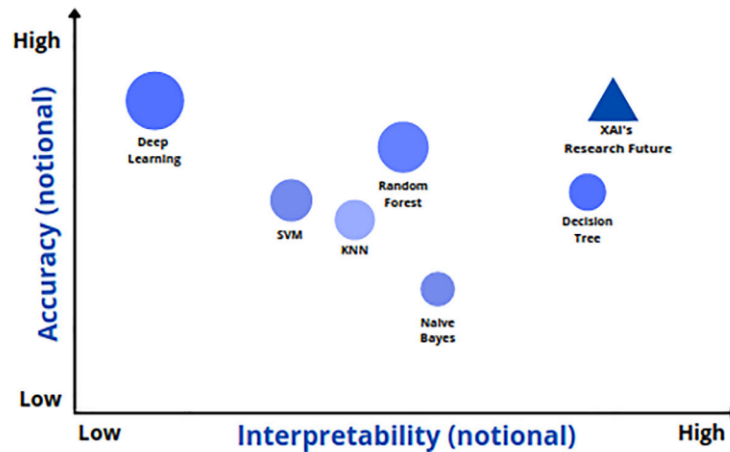 High
Accuracy (notional)
Low
Deep
Learning
SVM
KNN
Random
Forest
Naive
Bayes
XAI's
Research Future
Decision
Tree
Low
Interpretability (notional)
High